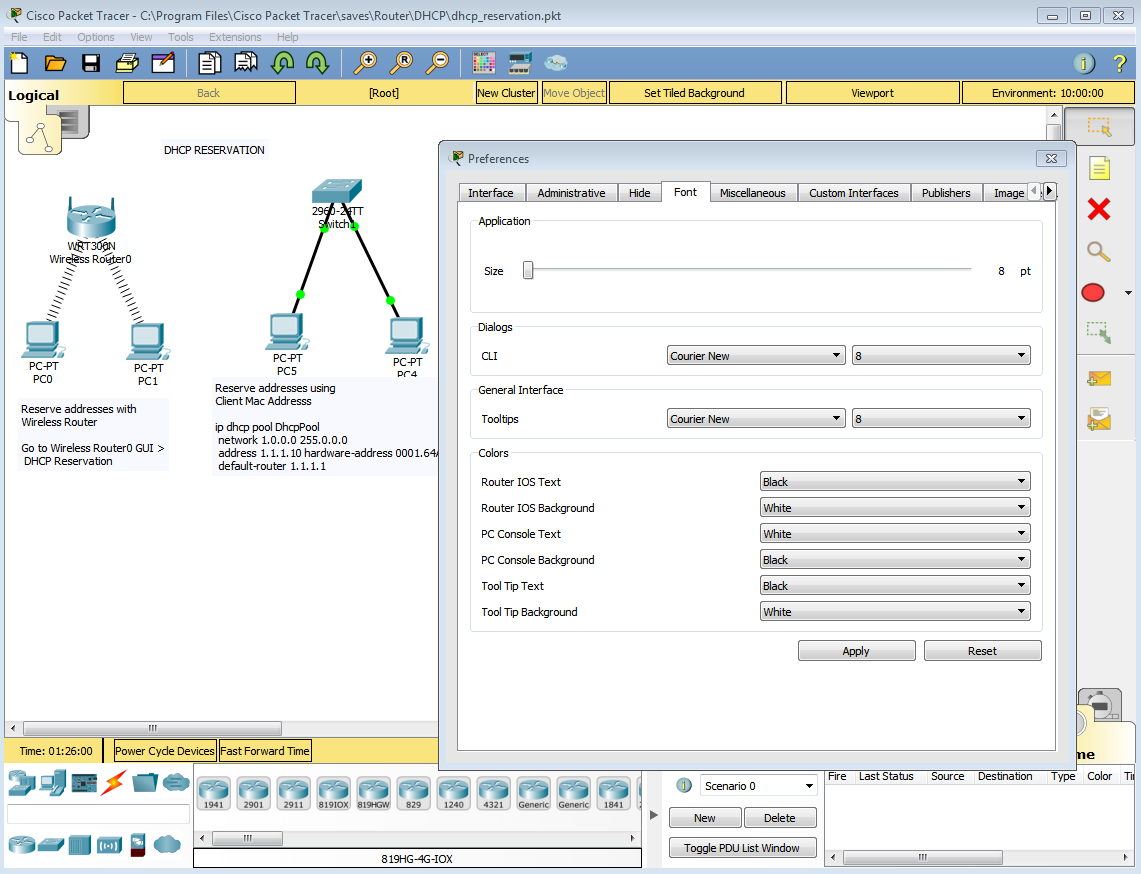 Cisco Packet Tracer - C:\Program Files\Cisco Packet Tracer\saves\Router\DHCP\dhcp_reservation.pkt
File Edit Options View Tools Extensions Help
Logical Back [Root] New Cluster Move Object Set Tiled Background Viewport Environment: 10:00:00
DHCP RESERVATION
WRT300N
Wireless Router0
2960-24TT
Switch1
PC-PT
PC0
PC-PT
PC1
PC-PT
PC5
PC-PT
PC4
Reserve addresses with
Wireless Router
Go to Wireless Router0 GUI >
DHCP Reservation
Reserve addresses using
Client Mac Addresss
ip dhcp pool DhcpPool
network 1.0.0.0 255.0.0.0
address 1.1.1.10 hardware-address 0001.64
default-router 1.1.1.1
Preferences
Interface Administrative Hide Font Miscellaneous Custom Interfaces Publishers Image
Application
Size 8 pt
Dialogs
CLI Courier New 8
General Interface
Tooltips Courier New 8
Colors
Router IOS Text Black
Router IOS Background White
PC Console Text White
PC Console Background Black
Tool Tip Text Black
Tool Tip Background White
Apply Reset
Time: 01:26:00 Power Cycle Devices Fast Forward Time
me
1941 2901 2911 819IOX 819HGW 829 1240 4321 Generic Generic 1841
819HG-4G-IOX
Scenario 0
New Delete
Toggle PDU List Window
Fire Last Status Source Destination Type Color Ti